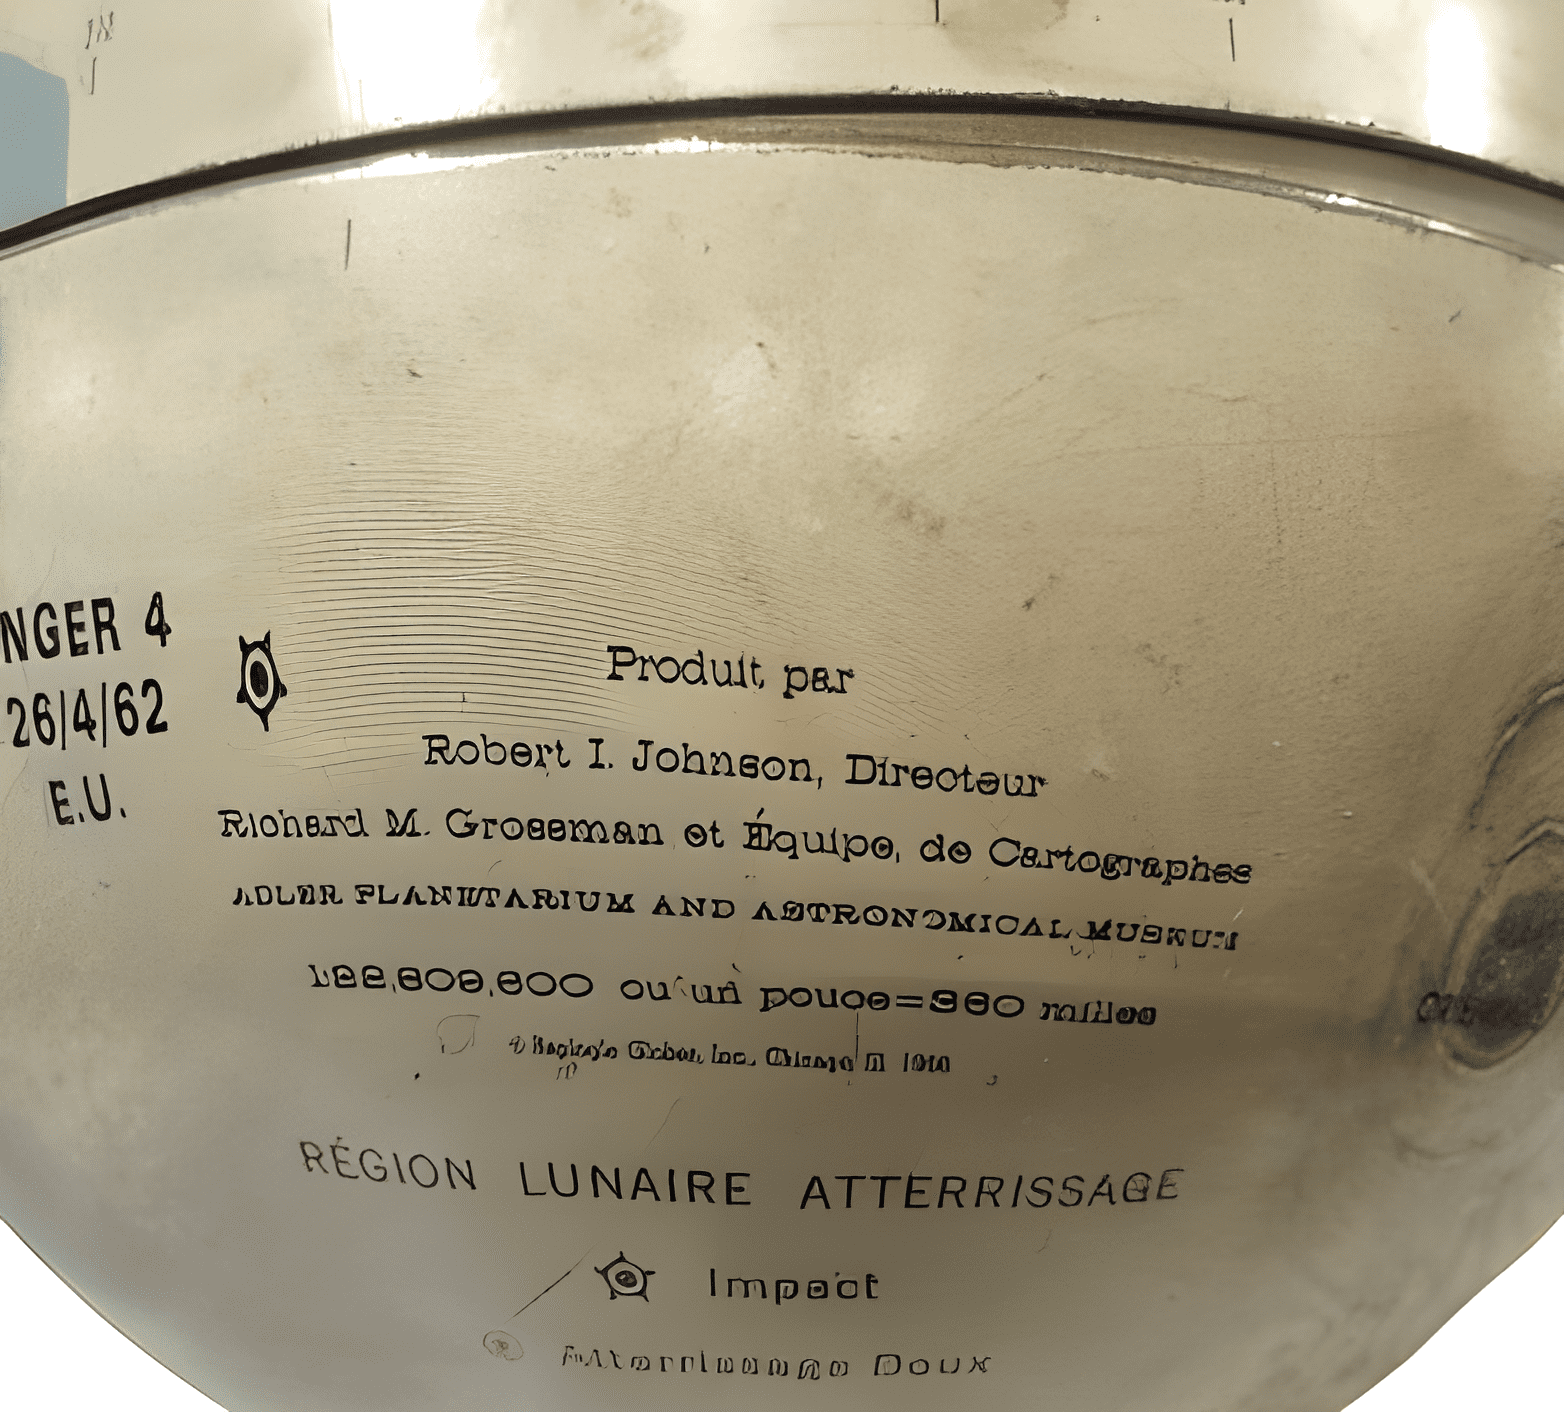 NGER 4
26/4/62
E.U.
Produit par
Robert I. Johnson, Directeur
Richard M. Grossman et Équipe, de Cartographes
ADLER PLANETARIUM AND ASTRONOMICAL MUSEUM
ou un pouce=
RÉGION LUNAIRE ATTERRISSAGE
Impact
Atterrissage Doux